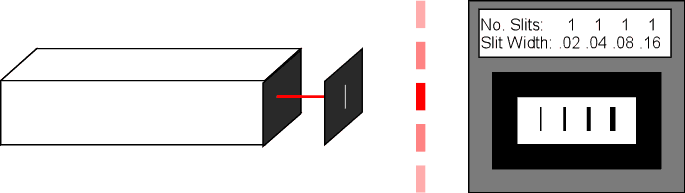 No. Slits: 1 1 1 1
Slit Width: .02 .04 .08 .16